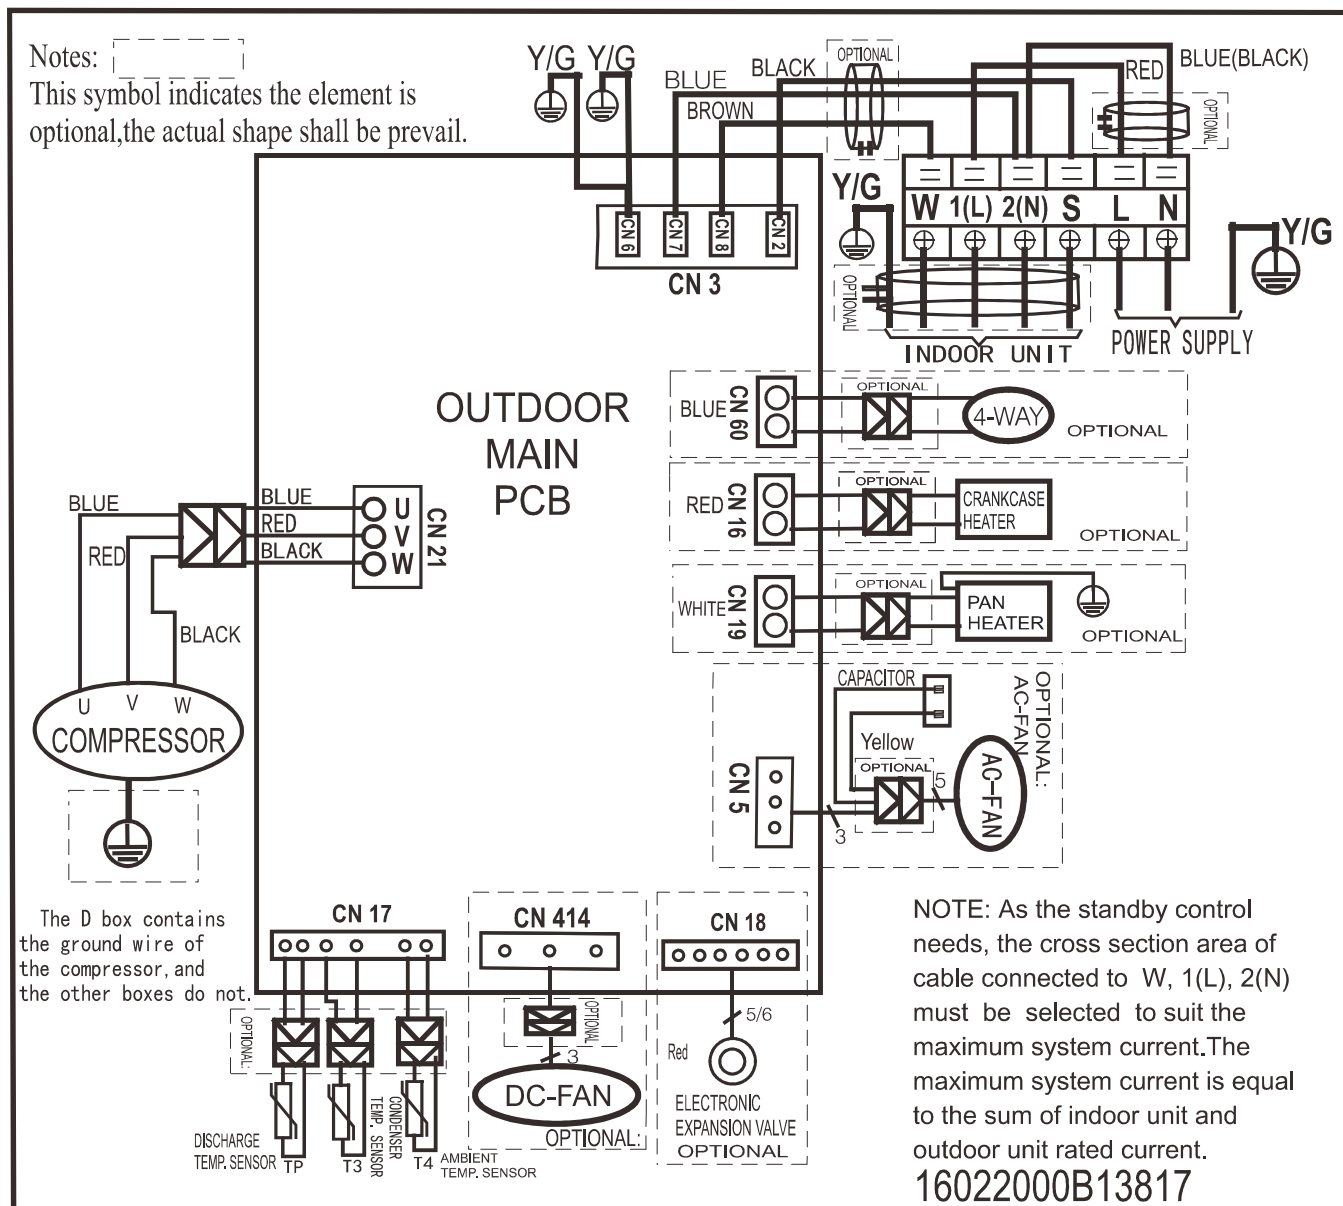 Notes:
This symbol indicates the element is
optional,the actual shape shall be prevail.
Y/G Y/G
BLUE
BLACK
BROWN
OPTIONAL
RED
BLUE(BLACK)
OPTIONAL
Y/G
W 1(L) 2(N) S L N
Y/G
OPTIONAL
INDOOR UNIT
POWER SUPPLY
CN 6
CN 7
CN 8
CN 2
CN 3
OUTDOOR
MAIN
PCB
BLUE
CN 60
OPTIONAL
4-WAY
OPTIONAL
RED
CN 16
OPTIONAL
CRANKCASE
HEATER
OPTIONAL
WHITE
CN 19
OPTIONAL
PAN
HEATER
OPTIONAL
BLUE
RED
BLACK
BLUE
RED
BLACK
U
V
W
CN 21
U V W
COMPRESSOR
CAPACITOR
OPTIONAL:
AC-FAN
Yellow
OPTIONAL
5
AC-FAN
CN 5
3
The D box contains
the ground wire of
the compressor,and
the other boxes do not.
CN 17
OPTIONAL:
DISCHARGE
TEMP. SENSOR
TP
T3
CONDENSER
TEMP. SENSOR
T4
AMBIENT
TEMP. SENSOR
CN 414
OPTIONAL
3
DC-FAN
OPTIONAL:
CN 18
5/6
Red
ELECTRONIC
EXPANSION VALVE
OPTIONAL
NOTE: As the standby control
needs, the cross section area of
cable connected to W, 1(L), 2(N)
must be selected to suit the
maximum system current.The
maximum system current is equal
to the sum of indoor unit and
outdoor unit rated current.
16022000B13817